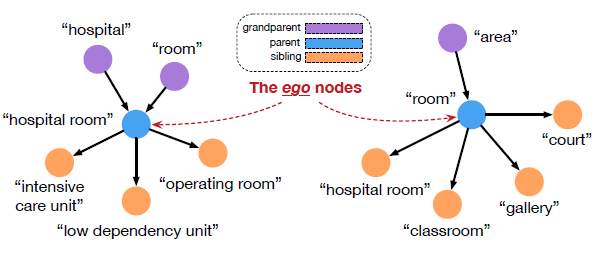 “hospital”
“room”
“hospital room”
“intensive
care unit”
“operating room”
“low dependency unit”
grandparent
parent
sibling
The ego nodes
“area”
“room”
“court”
“hospital room”
“gallery”
“classroom”